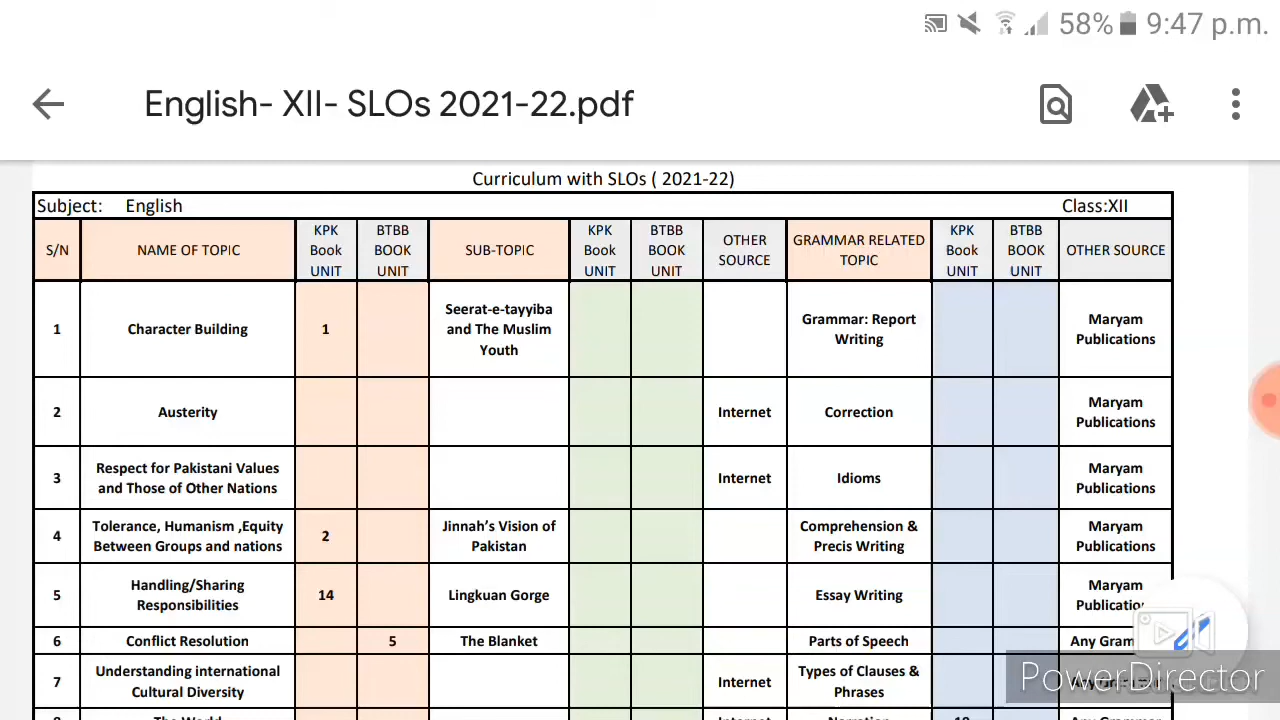 58% 9:47 p.m.
English- XII- SLOs 2021-22.pdf
Curriculum with SLOs ( 2021-22)
Subject: English Class:XII
S/N NAME OF TOPIC KPK Book UNIT BTBB BOOK UNIT SUB-TOPIC KPK Book UNIT BTBB BOOK UNIT OTHER SOURCE GRAMMAR RELATED TOPIC KPK Book UNIT BTBB BOOK UNIT OTHER SOURCE
1 Character Building 1 Seerat-e-tayyiba and The Muslim Youth Grammar: Report Writing Maryam Publications
2 Austerity Internet Correction Maryam Publications
3 Respect for Pakistani Values and Those of Other Nations Internet Idioms Maryam Publications
4 Tolerance, Humanism ,Equity Between Groups and nations 2 Jinnah's Vision of Pakistan Comprehension & Precis Writing Maryam Publications
5 Handling/Sharing Responsibilities 14 Lingkuan Gorge Essay Writing Maryam
6 Conflict Resolution 5 The Blanket Parts of Speech Any
7 Understanding international Cultural Diversity Internet Types of Clauses & Phrases
PowerDirector